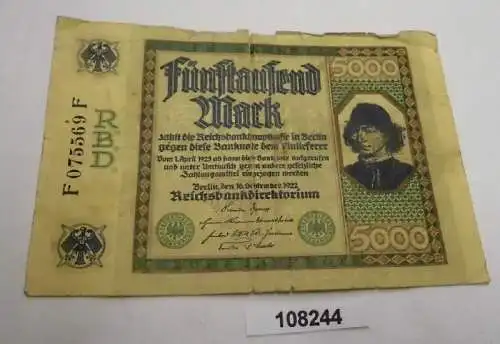 Fünftausend
Mark
5000
zahlt die Reichsbankhauptkasse in Berlin
gegen diese Banknote dem Einlieferer
Vom 1. April 1923 ab kann diese Banknote aufgerufen
und unter Umtausch gegen andere gesetzliche
Zahlungsmittel eingezogen werden
Berlin, den 16. September 1922
Reichsbankdirektorium
5000
F 075569 F
RBD
108244